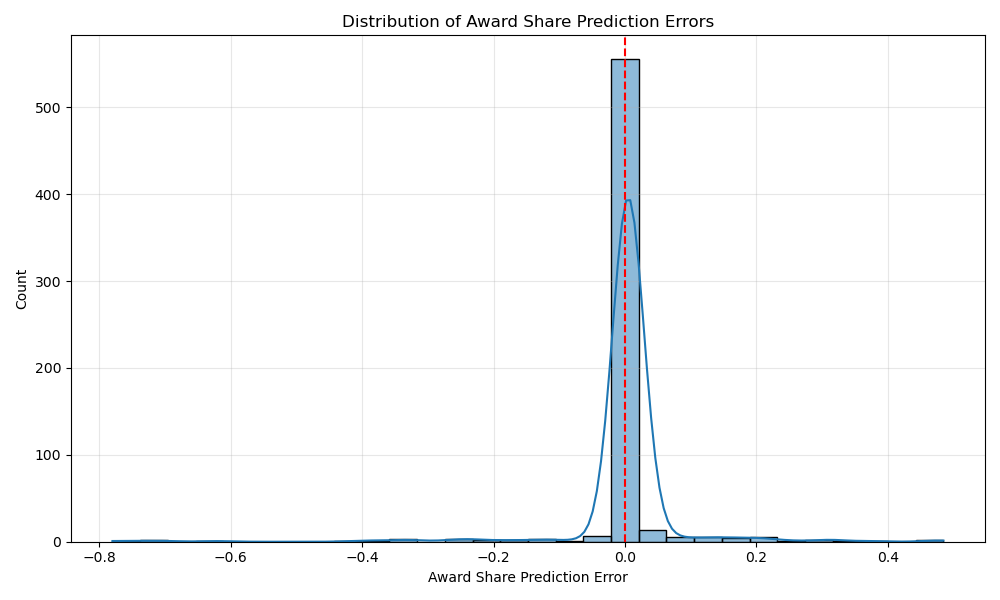 Distribution of Award Share Prediction Errors
Count
500
400
300
200
100
0
−0.8 −0.6 −0.4 −0.2 0.0 0.2 0.4
Award Share Prediction Error